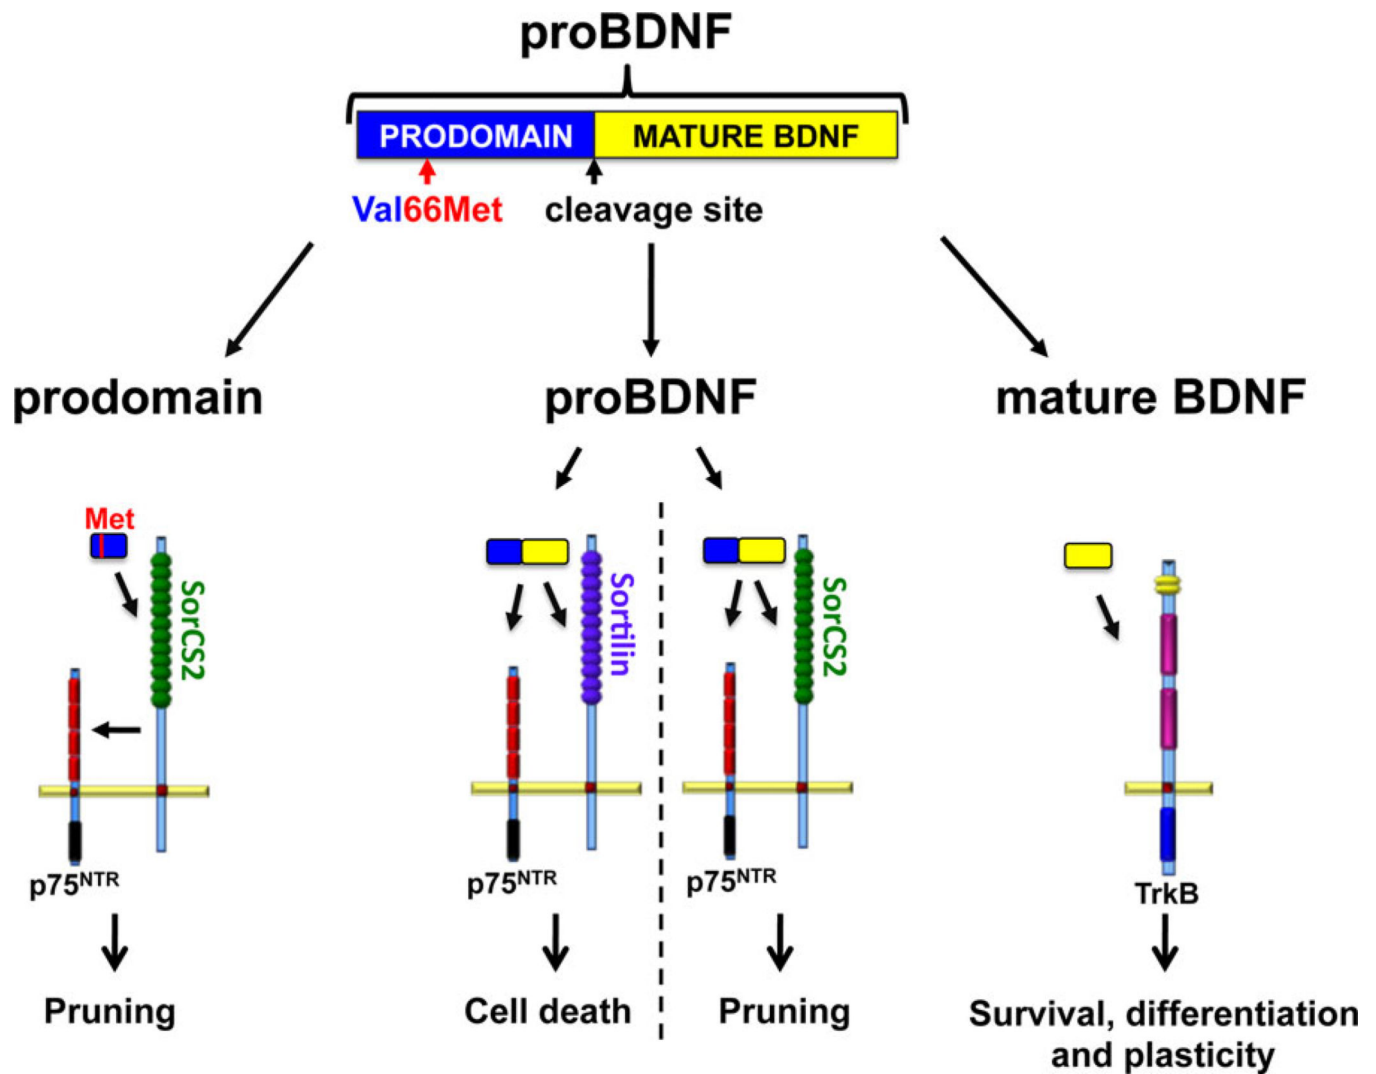 proBDNF
PRODOMAIN MATURE BDNF
Val66Met cleavage site
prodomain proBDNF mature BDNF
Met
SorCS2
Sortilin
SorCS2
p75NTR
p75NTR
p75NTR
TrkB
Pruning
Cell death
Pruning
Survival, differentiation
and plasticity